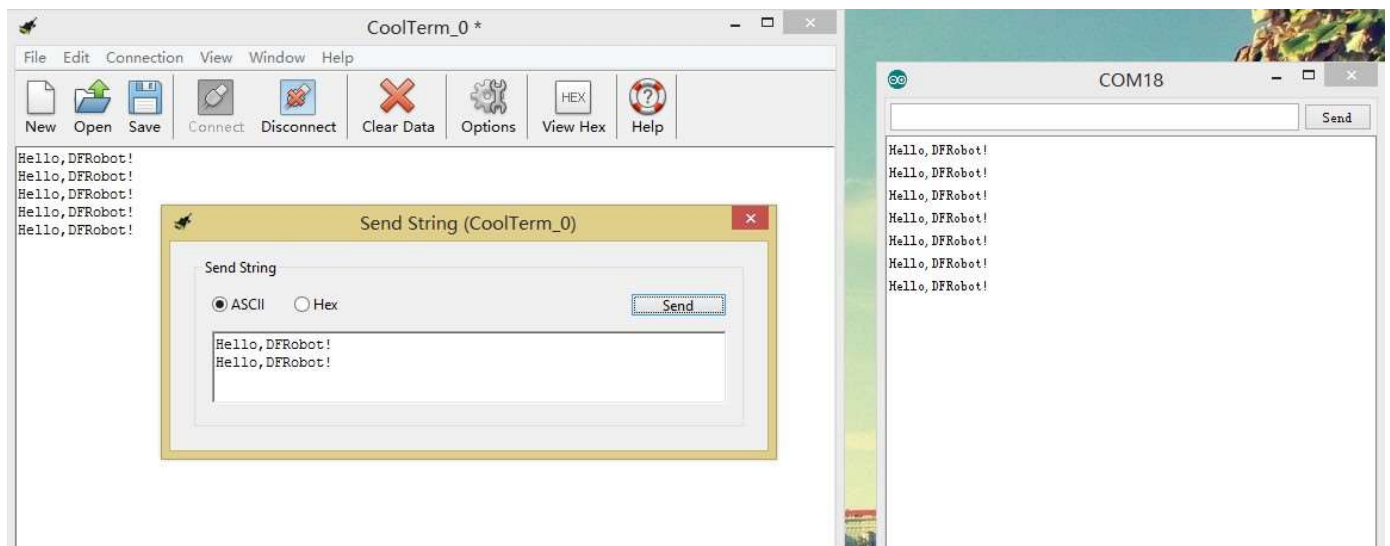 CoolTerm_0 *
File Edit Connection View Window Help
New Open Save Connect Disconnect Clear Data Options HEX View Hex Help
Hello,DFRobot!
Hello,DFRobot!
Hello,DFRobot!
Hello,DFRobot!
Hello,DFRobot!
Send String (CoolTerm_0)
Send String
ASCII Hex Send
Hello,DFRobot!
Hello,DFRobot!
COM18
Send
Hello,DFRobot!
Hello,DFRobot!
Hello,DFRobot!
Hello,DFRobot!
Hello,DFRobot!
Hello,DFRobot!
Hello,DFRobot!